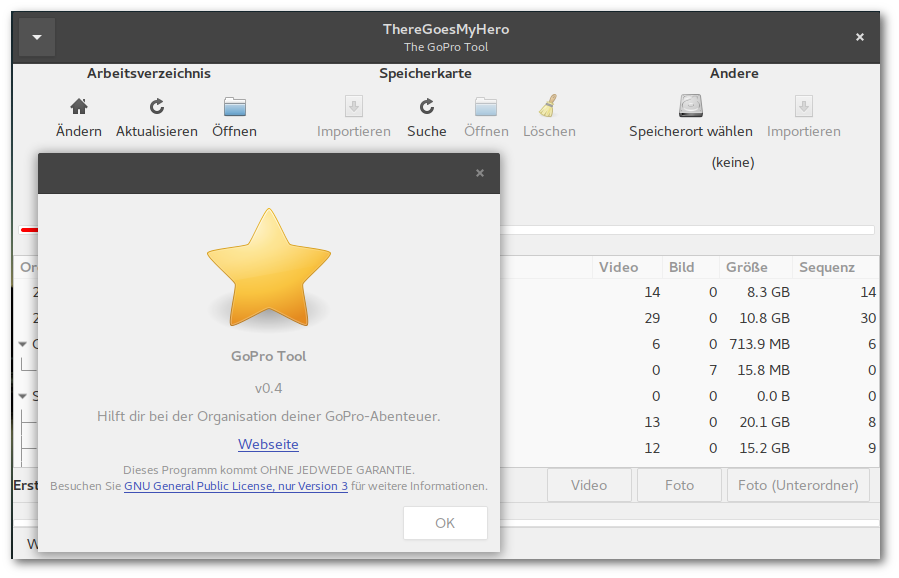 ThereGoesMyHero
The GoPro Tool
Arbeitsverzeichnis Speicherkarte Andere
Ändern Aktualisieren Öffnen Importieren Suche Öffnen Löschen Speicherort wählen Importieren
(keine)
Video Bild Größe Sequenz
14 0 8.3 GB 14
29 0 10.8 GB 30
6 0 713.9 MB 6
0 7 15.8 MB 0
0 0 0.0 B 0
13 0 20.1 GB 8
12 0 15.2 GB 9
Video Foto Foto (Unterordner)
GoPro Tool
v0.4
Hilft dir bei der Organisation deiner GoPro-Abenteuer.
Webseite
Dieses Programm kommt OHNE JEDWEDE GARANTIE.
Besuchen Sie GNU General Public License, nur Version 3 für weitere Informationen.
OK